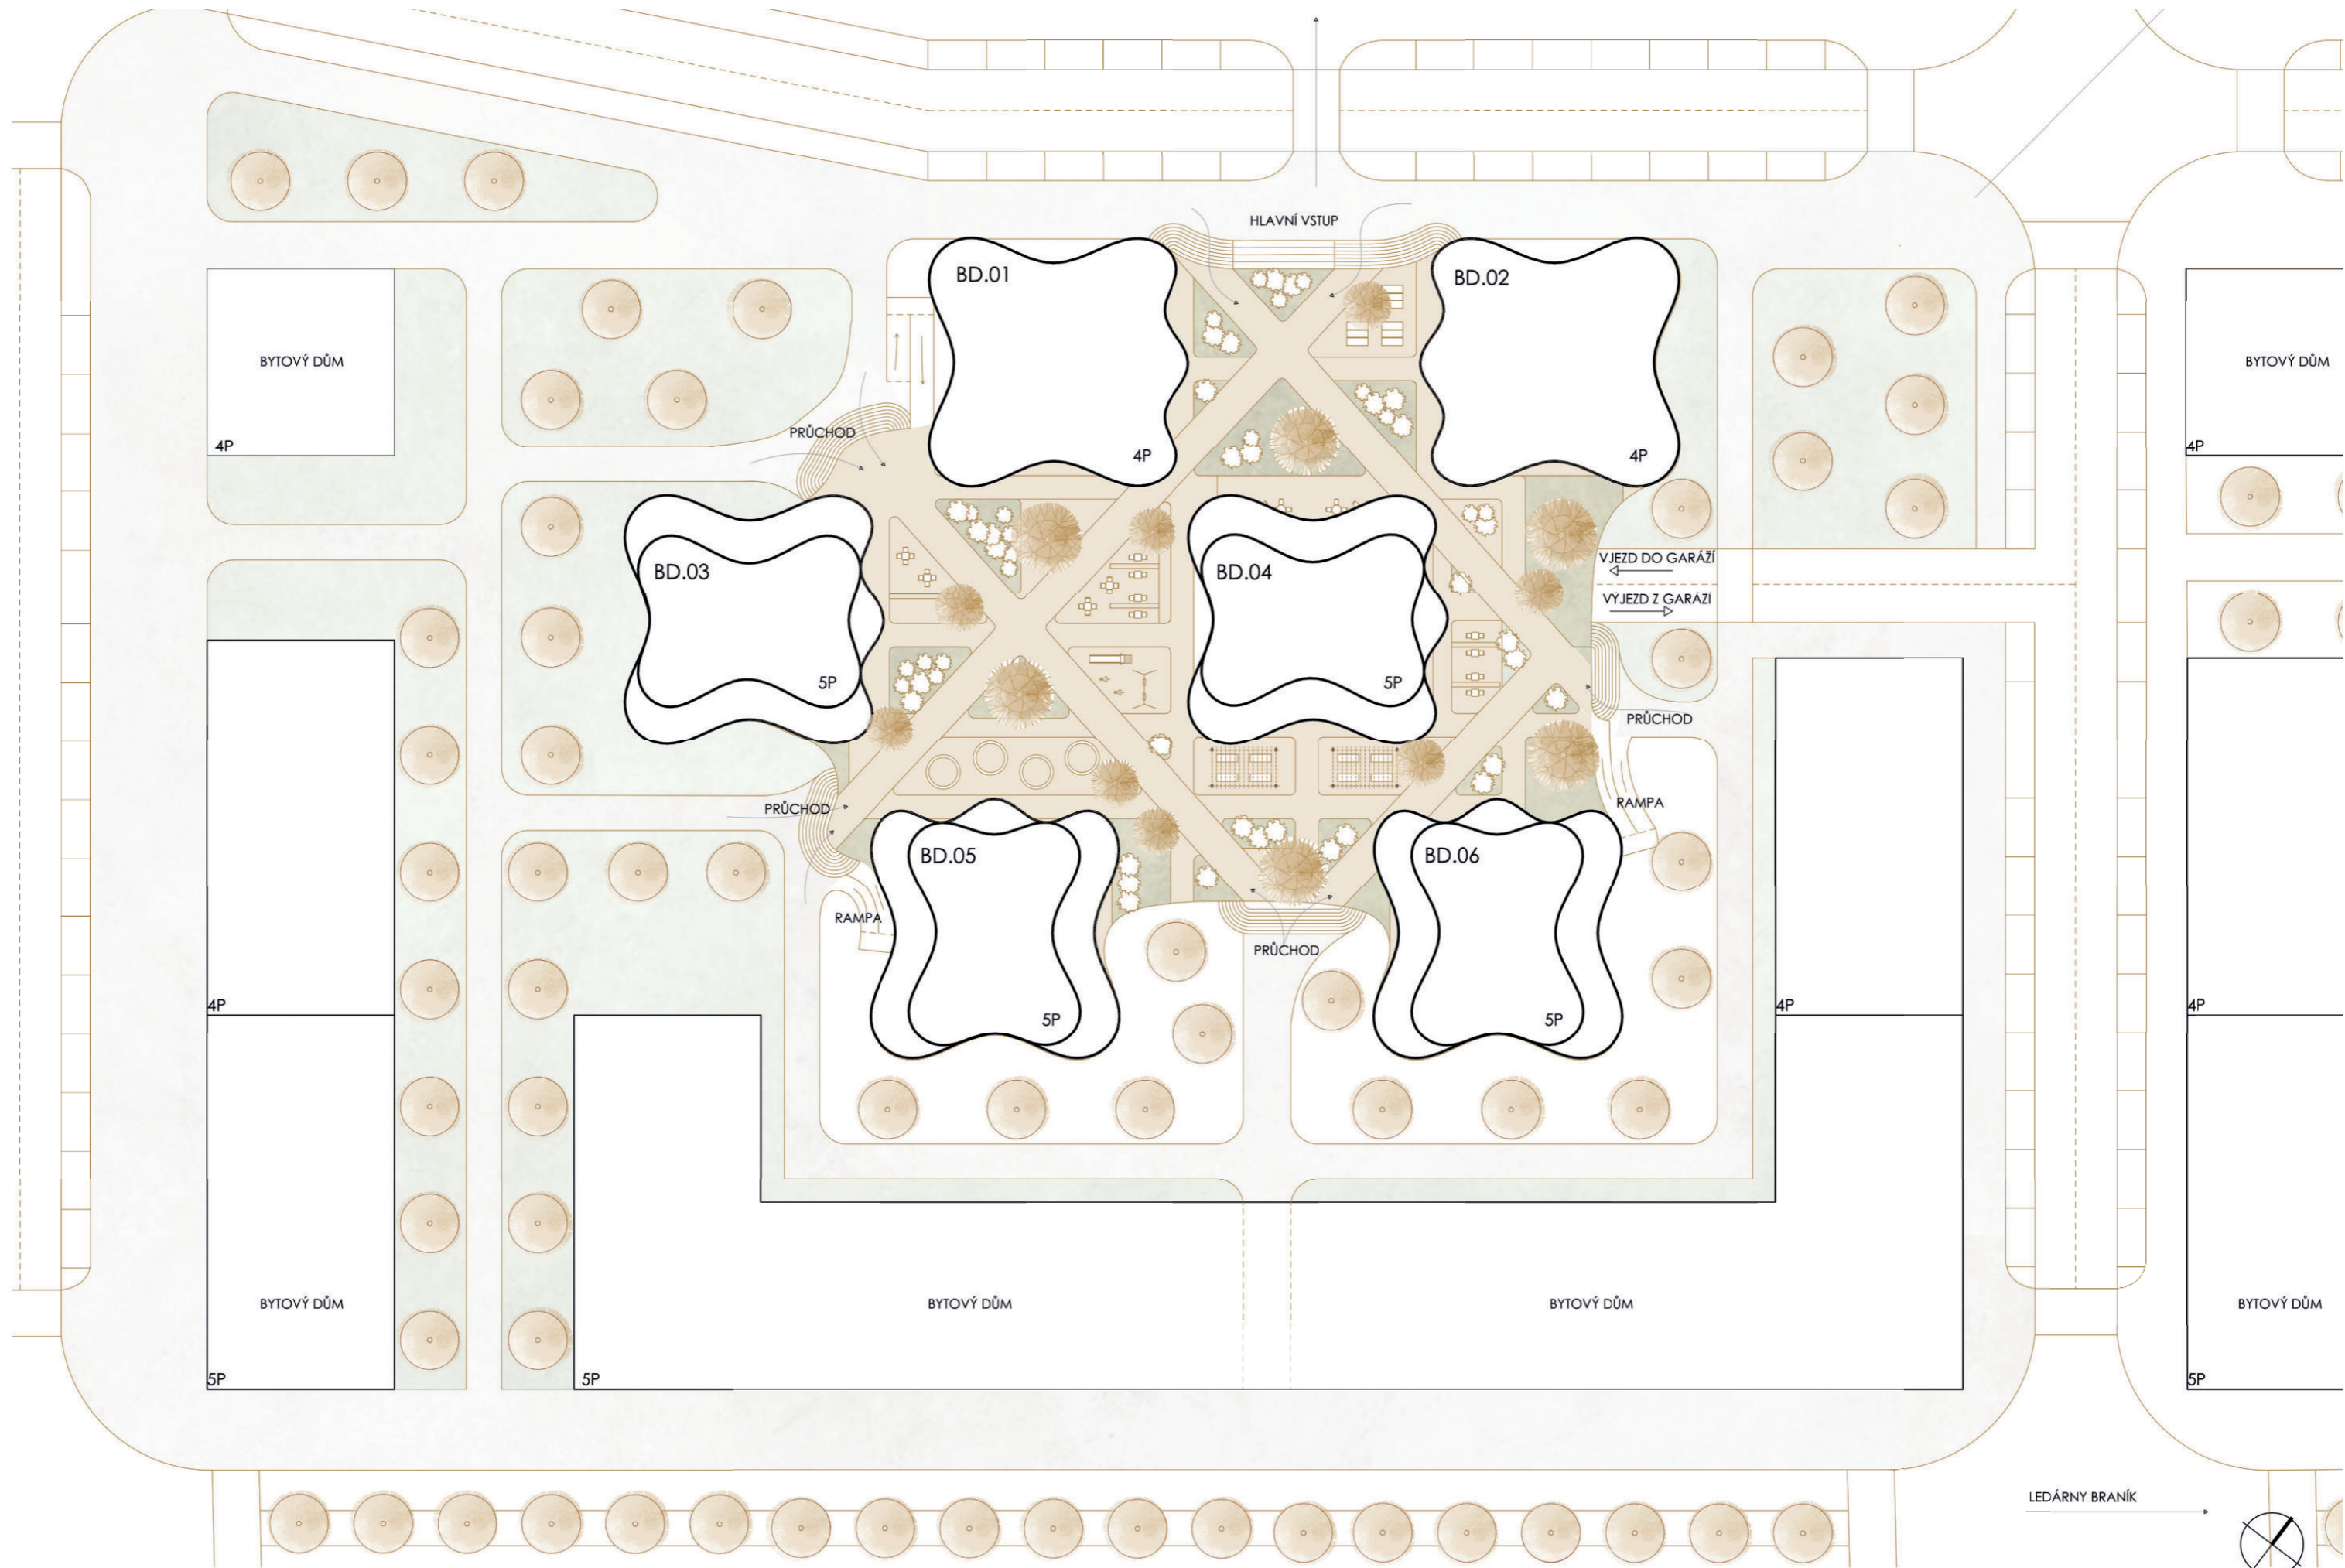 HLAVNÍ VSTUP
BD.01
BD.02
BYTOVÝ DŮM
BYTOVÝ DŮM
PRŮCHOD
4P
4P
4P
4P
VJEZD DO GARÁŽÍ
BD.03
BD.04
VÝJEZD Z GARÁŽÍ
5P
5P
PRŮCHOD
PRŮCHOD
RAMPA
BD.05
BD.06
RAMPA
PRŮCHOD
4P
5P
5P
4P
4P
BYTOVÝ DŮM
BYTOVÝ DŮM
BYTOVÝ DŮM
BYTOVÝ DŮM
5P
5P
5P
LEDÁRNY BRANÍK